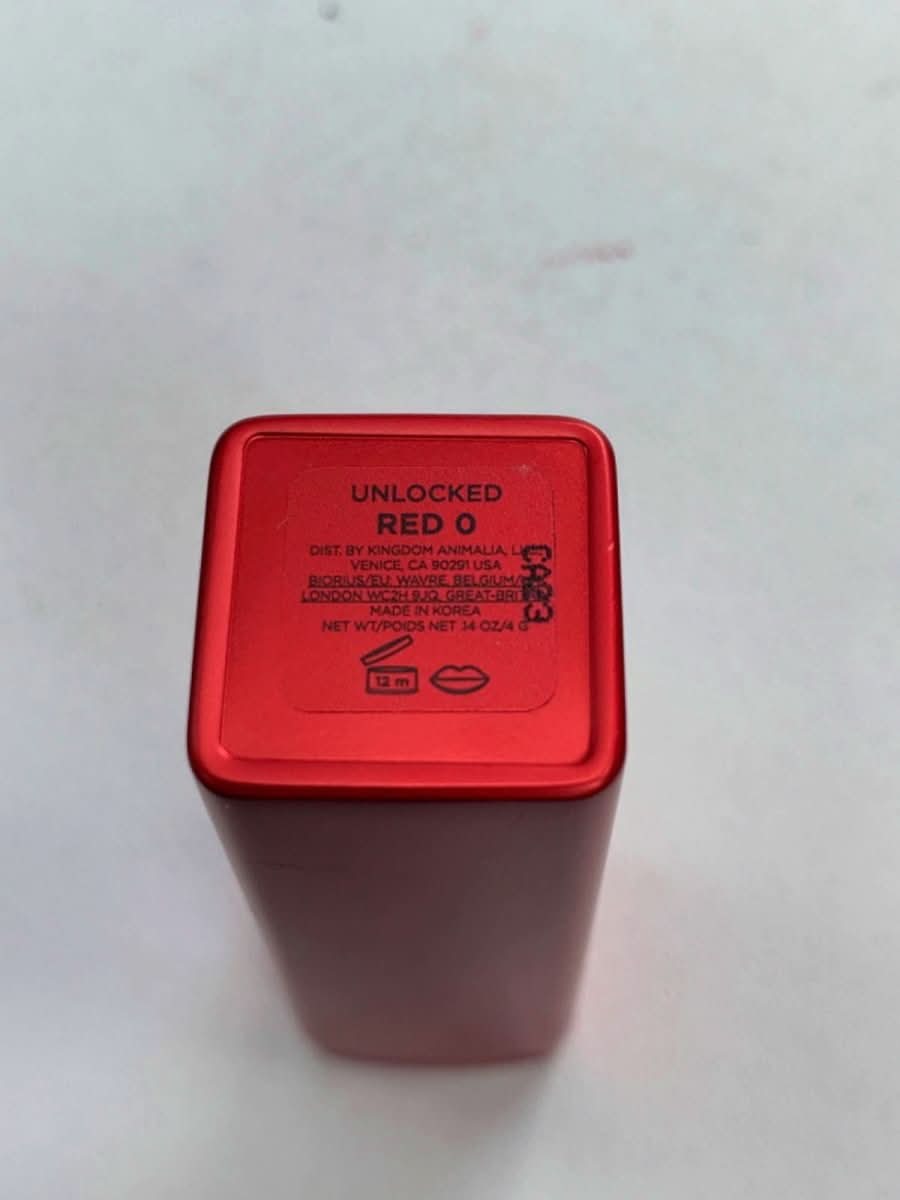 UNLOCKED
RED 0
DIST. BY KINGDOM ANIMALIA,
VENICE, CA 90291 USA
BIORIUS/EU: WAVRE, BELGIUM/
LONDON WC2H 9JQ, GREAT-
MADE IN KOREA
NET WT/POIDS NET .14 OZ/4 G
12 m